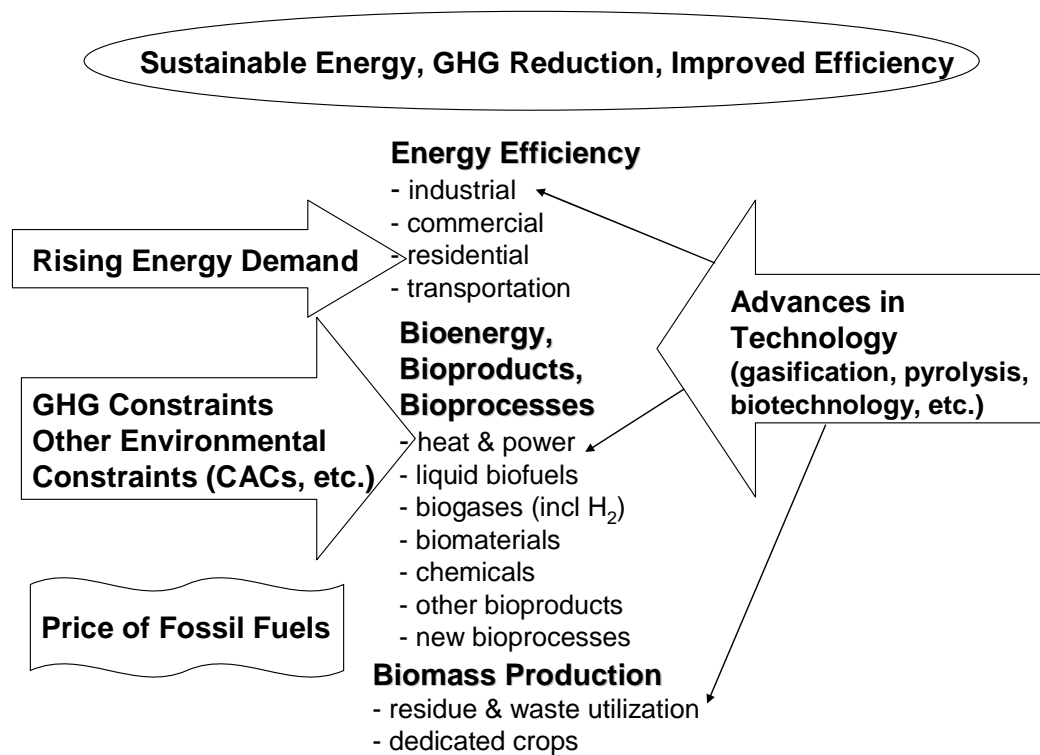 Sustainable Energy, GHG Reduction, Improved Efficiency
Energy Efficiency
- industrial
- commercial
- residential
- transportation
Rising Energy Demand
Bioenergy,
Bioproducts,
Bioprocesses
- heat & power
- liquid biofuels
- biogases (incl H₂)
- biomaterials
- chemicals
- other bioproducts
- new bioprocesses
GHG Constraints
Other Environmental
Constraints (CACs, etc.)
Price of Fossil Fuels
Advances in
Technology
(gasification, pyrolysis,
biotechnology, etc.)
Biomass Production
- residue & waste utilization
- dedicated crops